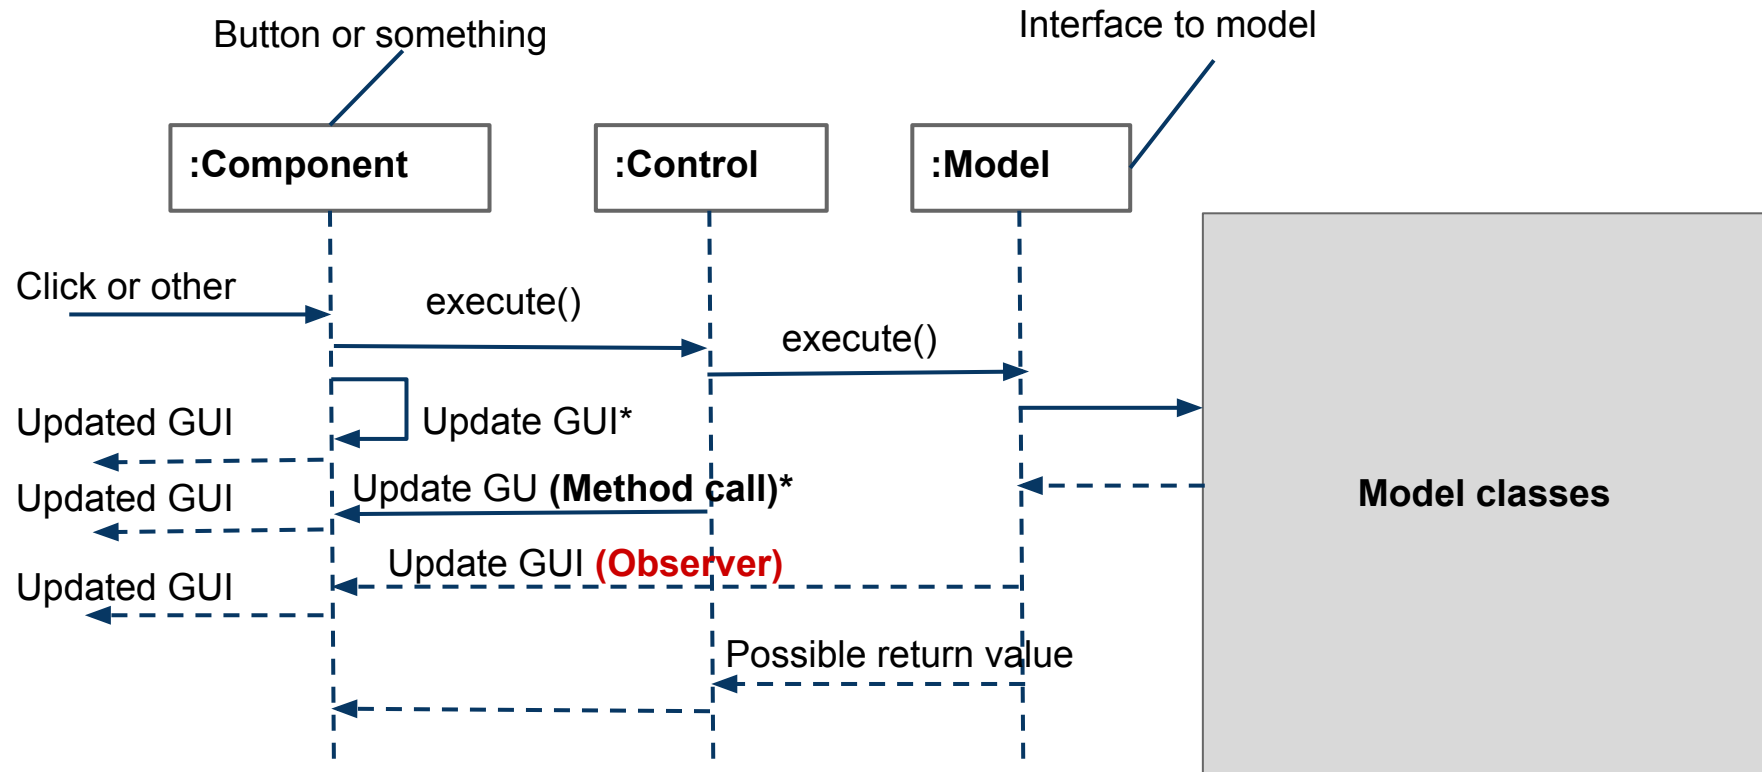 Button or something
Interface to model
:Component
:Control
:Model
Click or other
execute()
execute()
Updated GUI
Update GUI*
Updated GUI
Update GU (Method call)*
Model classes
Update GUI (Observer)
Updated GUI
Possible return value